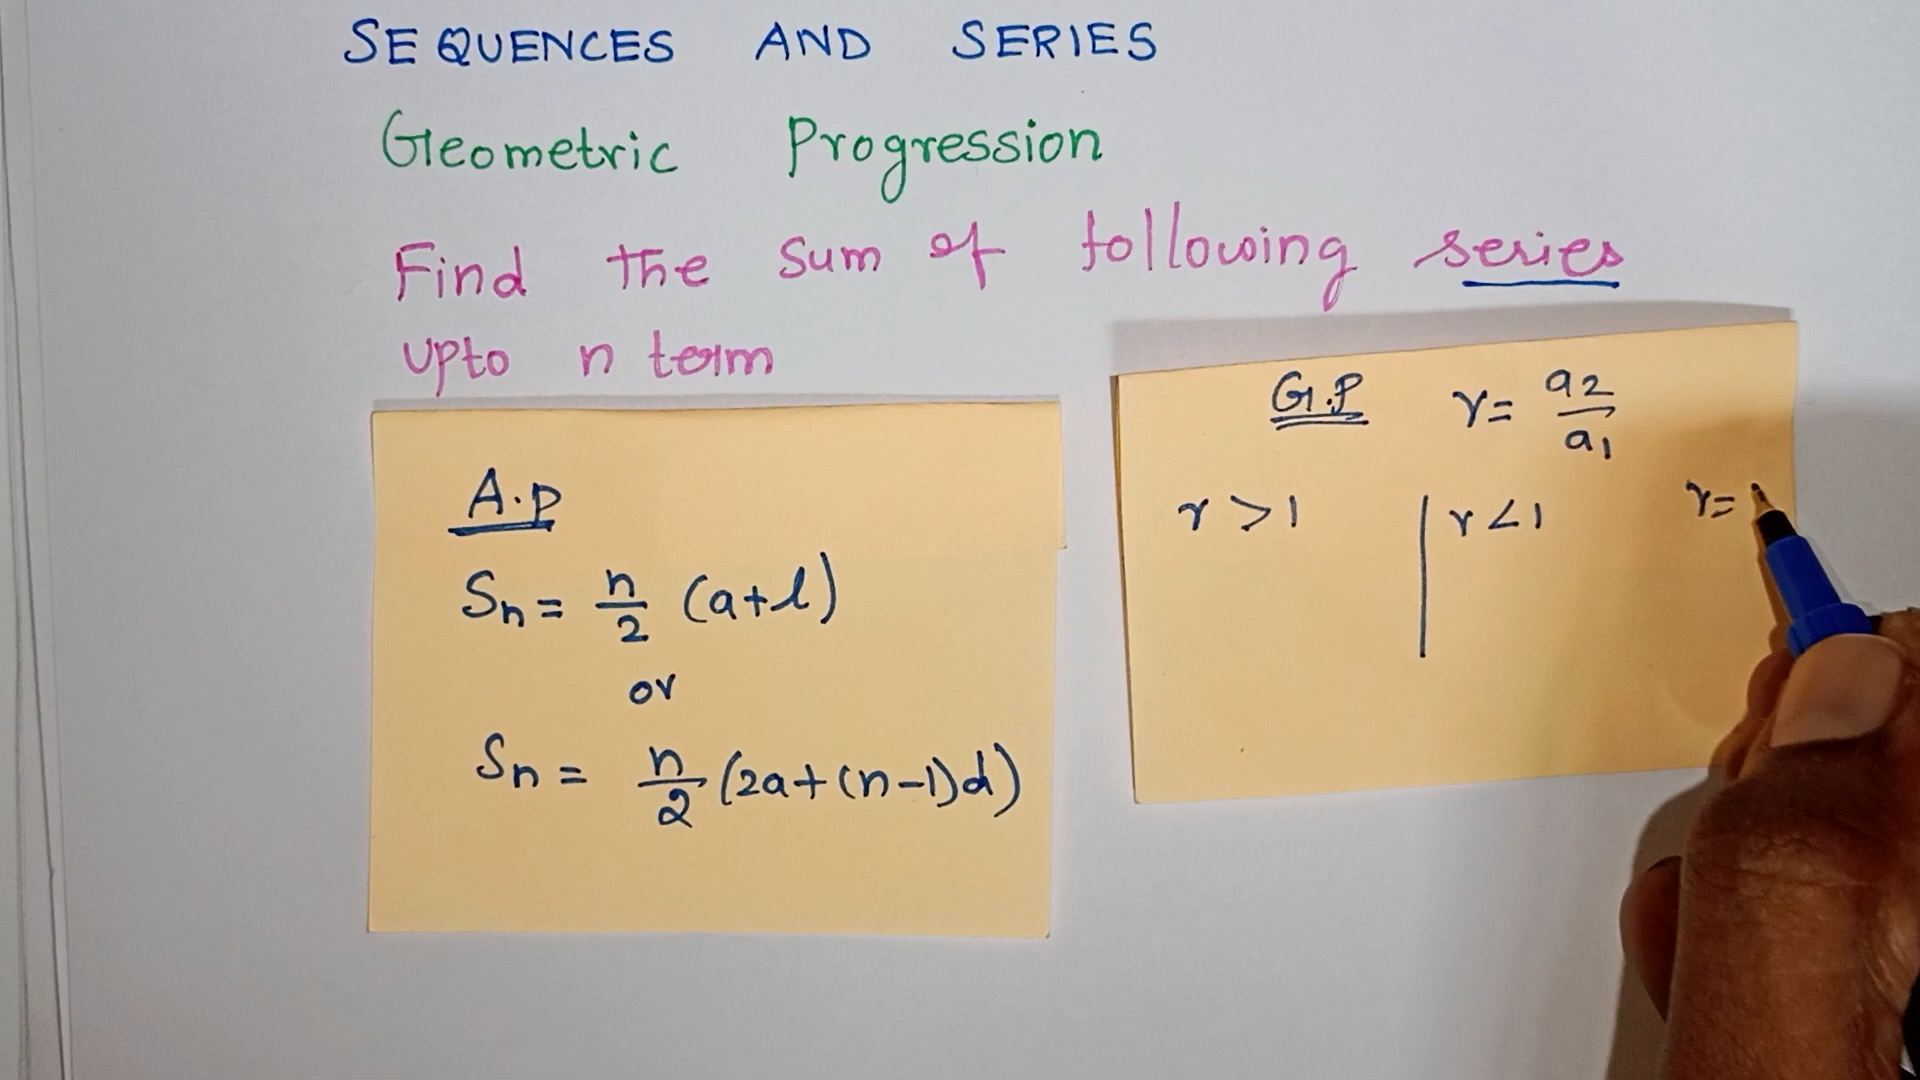 SEQUENCES AND SERIES
Geometric Progression
Find the sum of following series
upto n term
A.P
Sn = n/2 (a+l)
or
Sn = n/2 (2a+(n-1)d)
G.P r = a2/a1
r > 1 | r < 1 r =